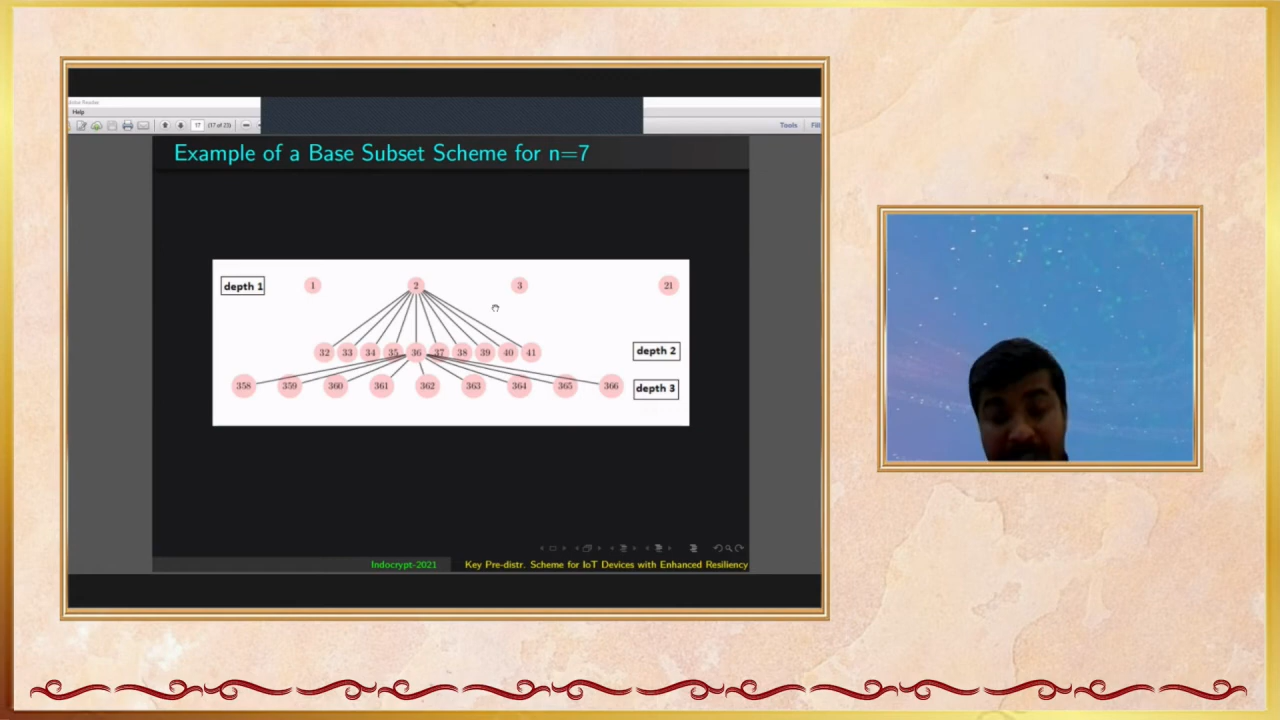 Adobe Reader
Help
17 (17 of 23) Tools Fill
Example of a Base Subset Scheme for n=7
depth 1 1 2 3 21
32 33 34 35 36 37 38 39 40 41 depth 2
358 359 360 361 362 363 364 365 366 depth 3
Indocrypt-2021 Key Pre-distr. Scheme for IoT Devices with Enhanced Resiliency